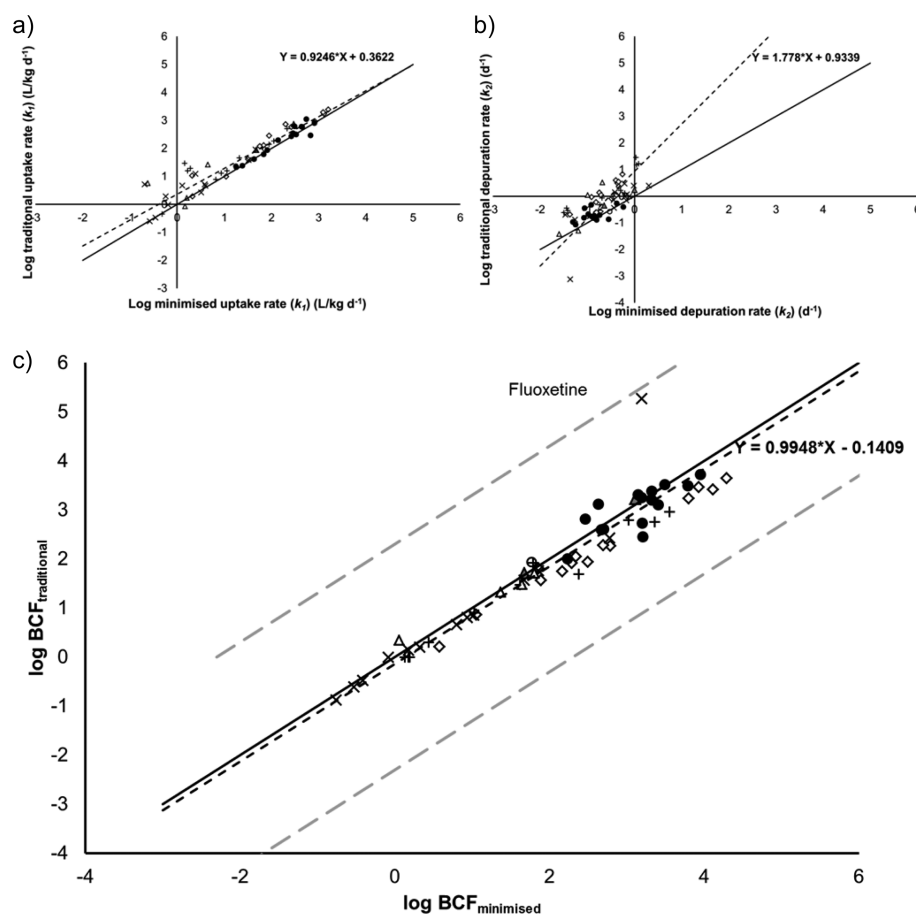 a)
Log traditional uptake rate (k1) (L/kg d-1)
6
5
4
3
2
1
0
-1
-2
-3
-3 -2 -1 0 1 2 3 4 5 6
Y = 0.9246*X + 0.3622
Log minimised uptake rate (k1) (L/kg d-1)
b)
Log traditional depuration rate (k2) (d-1)
6
5
4
3
2
1
0
-1
-2
-3
-4
-3 -2 -1 0 1 2 3 4 5 6
Y = 1.778*X + 0.9339
Log minimised depuration rate (k2) (d-1)
c)
log BCFtraditional
6
5
4
3
2
1
0
-1
-2
-3
-4
Fluoxetine
Y = 0.9948*X - 0.1409
-4 -2 0 2 4 6
log BCFminimised